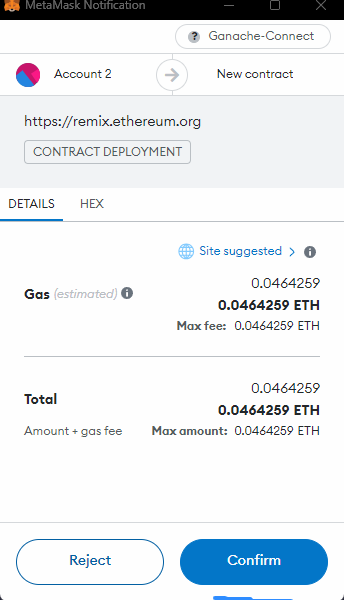 MetaMask Notification
? Ganache-Connect
Account 2
New contract
https://remix.ethereum.org
CONTRACT DEPLOYMENT
DETAILS HEX
Site suggested
0.0464259
Gas (estimated) 0.0464259 ETH
Max fee: 0.0464259 ETH
0.0464259
Total 0.0464259 ETH
Amount + gas fee Max amount: 0.0464259 ETH
Reject Confirm